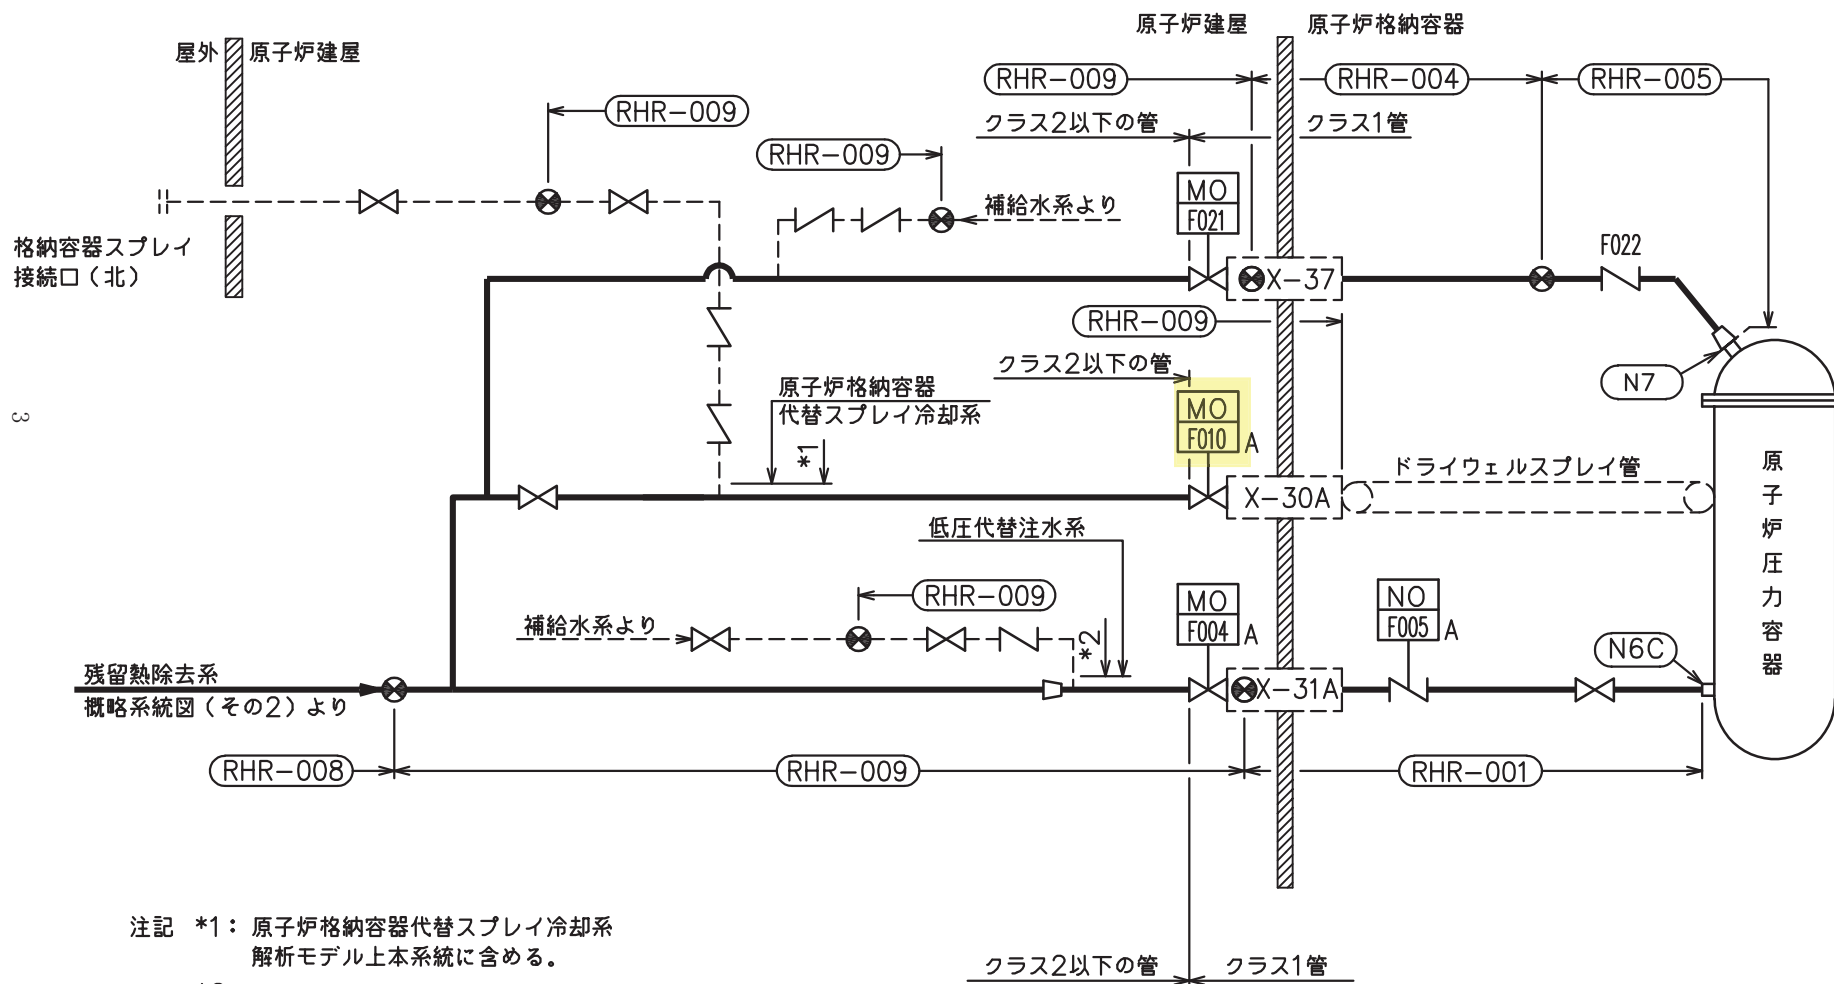 原子炉建屋
原子炉格納容器
屋外
原子炉建屋
RHR-009
RHR-004
RHR-005
RHR-009
クラス2以下の管
クラス1管
RHR-009
MO
F021
補給水系より
格納容器スプレイ
接続口(北)
F022
X-37
RHR-009
クラス2以下の管
N7
原子炉格納容器
代替スプレイ冷却系
MO
F010
A
*1
3
ドライウェルスプレイ管
X-30A
原子炉圧力容器
低圧代替注水系
RHR-009
MO
F004
A
NO
F005
A
補給水系より
*2
N6C
残留熱除去系
概略系統図(その2)より
X-31A
RHR-008
RHR-009
RHR-001
注記 *1: 原子炉格納容器代替スプレイ冷却系
解析モデル上本系統に含める。
クラス2以下の管
クラス1管